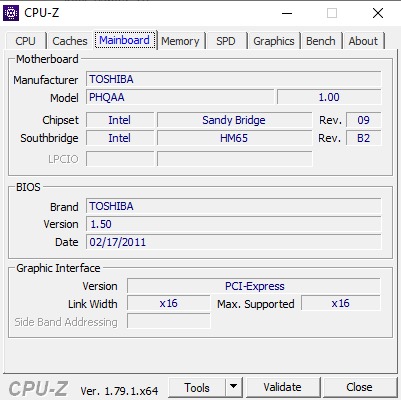 CPU-Z
CPU Caches Mainboard Memory SPD Graphics Bench About
Motherboard
Manufacturer TOSHIBA
Model PHQAA 1.00
Chipset Intel Sandy Bridge Rev. 09
Southbridge Intel HM65 Rev. B2
LPCIO
BIOS
Brand TOSHIBA
Version 1.50
Date 02/17/2011
Graphic Interface
Version PCI-Express
Link Width x16 Max. Supported x16
Side Band Addressing
CPU-Z Ver. 1.79.1.x64 Tools Validate Close